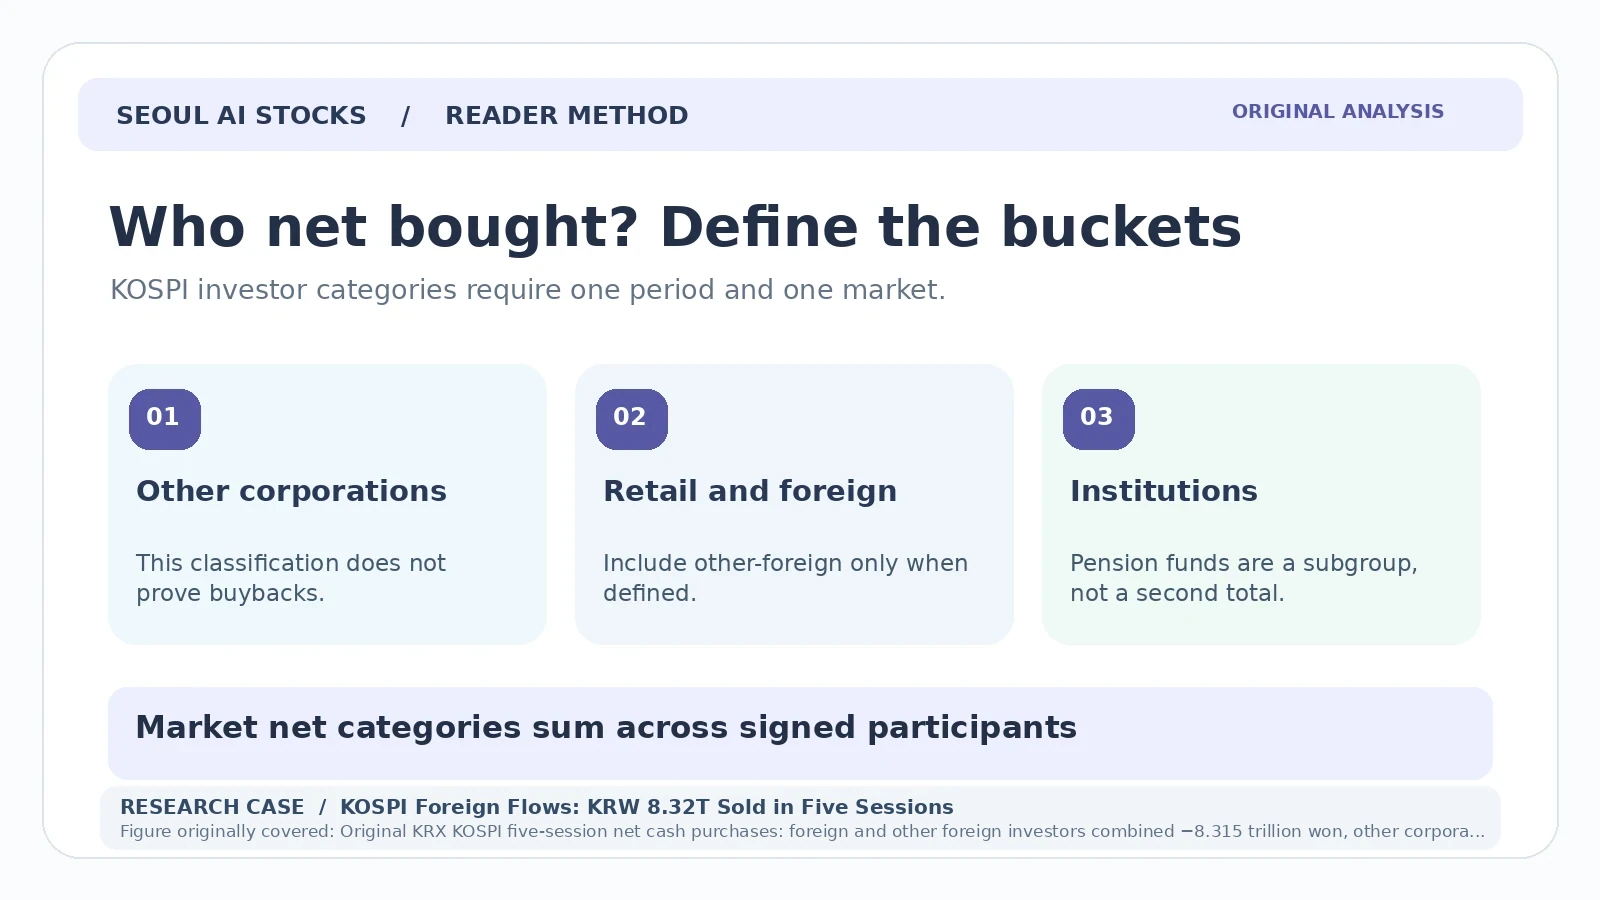 SEOUL AI STOCKS / READER METHOD
ORIGINAL ANALYSIS
Who net bought? Define the buckets
KOSPI investor categories require one period and one market.
01
Other corporations
This classification does not
prove buybacks.
02
Retail and foreign
Include other-foreign only when
defined.
03
Institutions
Pension funds are a subgroup,
not a second total.
Market net categories sum across signed participants
RESEARCH CASE / KOSPI Foreign Flows: KRW 8.32T Sold in Five Sessions
Figure originally covered: Original KRX KOSPI five-session net cash purchases: foreign and other foreign investors combined −8.315 trillion won, other corpora...